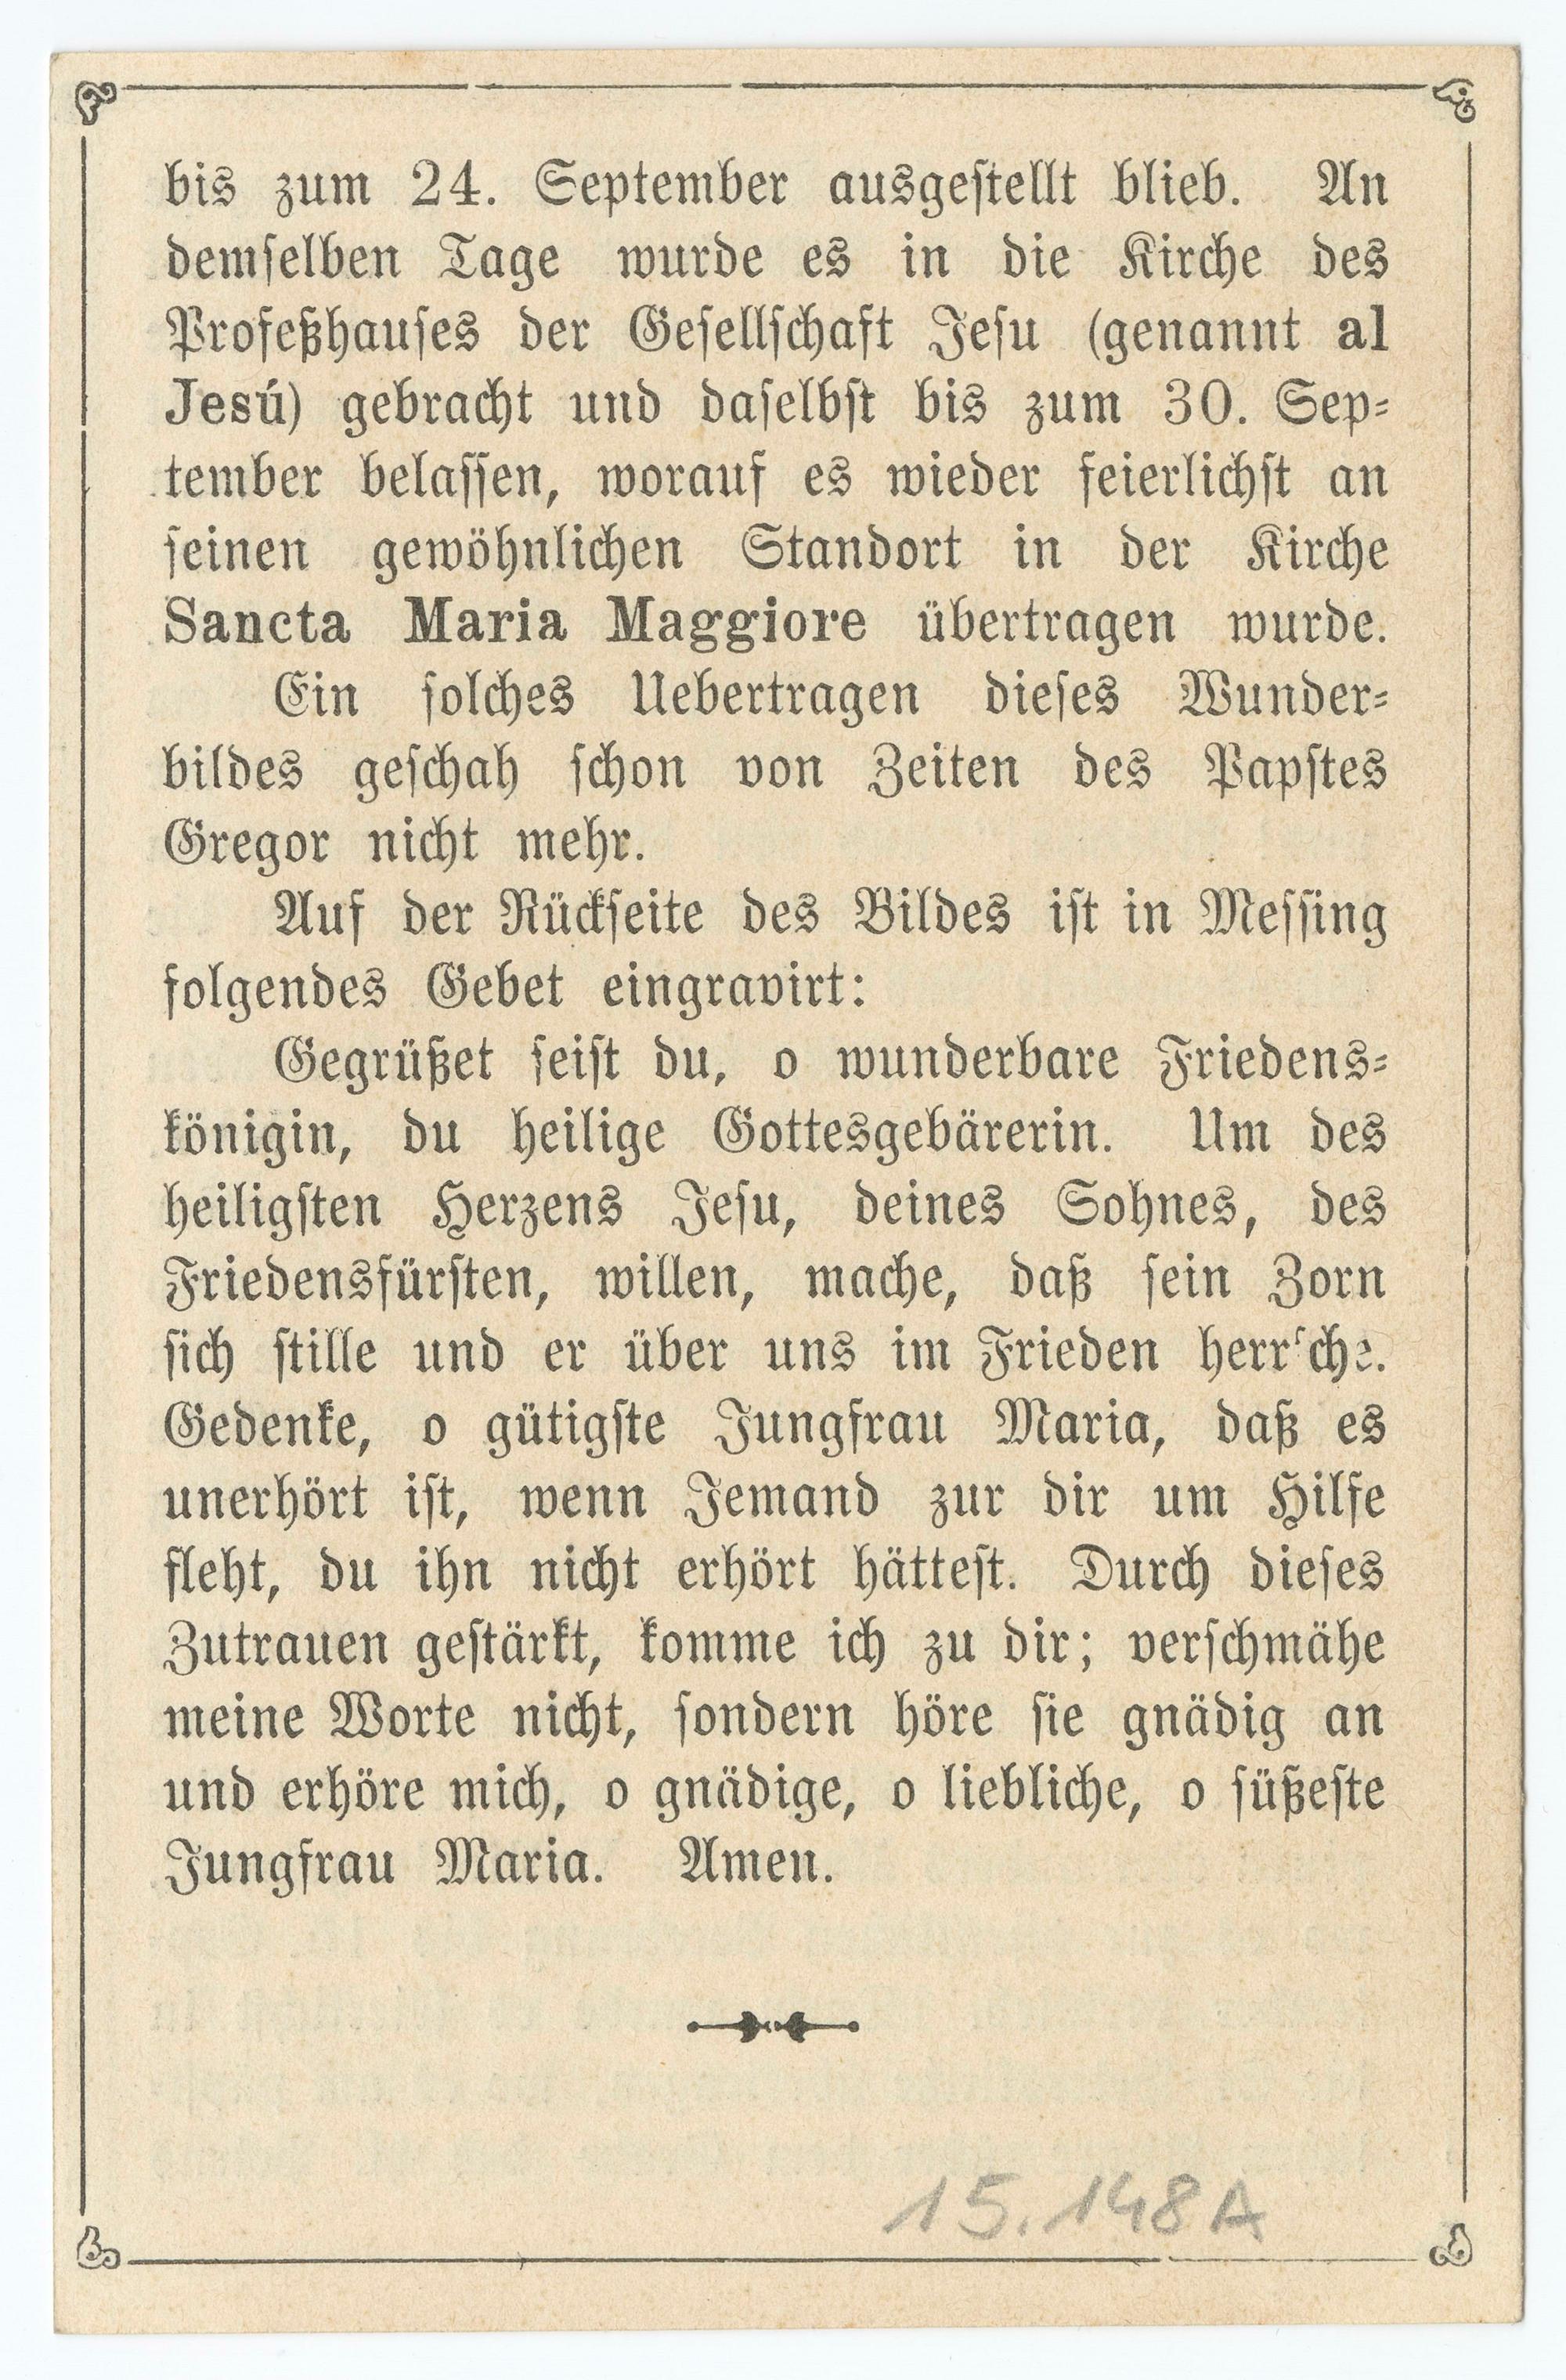 bis zum 24. September ausgeſtellt blieb. An
demſelben Tage wurde es in die Kirche des
Profeßhauſes der Geſellſchaft Jeſu (genannt al
Jesú) gebracht und daſelbſt bis zum 30. Sep⸗
tember belaſſen, worauf es wieder feierlichſt an
ſeinen gewöhnlichen Standort in der Kirche
Sancta Maria Maggiore übertragen wurde.
Ein ſolches Uebertragen dieſes Wunder⸗
bildes geſchah ſchon von Zeiten des Papſtes
Gregor nicht mehr.
Auf der Rückſeite des Bildes iſt in Meſſing
folgendes Gebet eingravirt:
Gegrüßet ſeiſt du, o wunderbare Friedens⸗
königin, du heilige Gottesgebärerin. Um des
heiligſten Herzens Jeſu, deines Sohnes, des
Friedensfürſten, willen, mache, daß ſein Zorn
ſich ſtille und er über uns im Frieden herrſche.
Gedenke, o gütigſte Jungfrau Maria, daß es
unerhört iſt, wenn Jemand zur dir um Hilfe
fleht, du ihn nicht erhört hätteſt. Durch dieſes
Zutrauen geſtärkt, komme ich zu dir; verſchmähe
meine Worte nicht, ſondern höre ſie gnädig an
und erhöre mich, o gnädige, o liebliche, o ſüßeſte
Jungfrau Maria. Amen.
15.148A